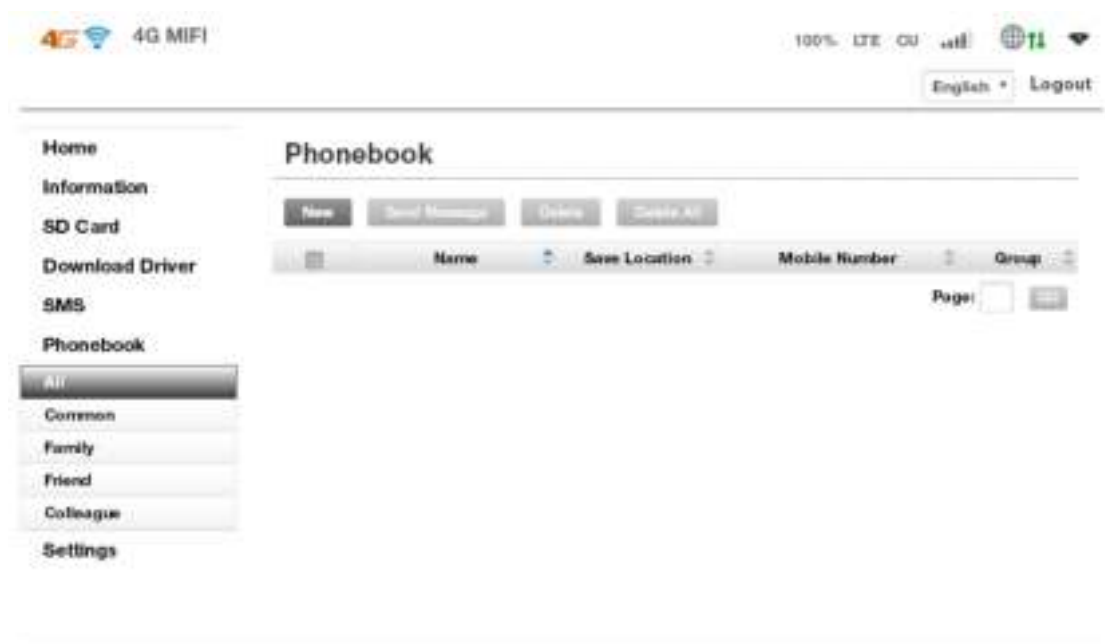 4G 4G MIFI
100% LTE CU
English Logout
Home
Information
SD Card
Download Driver
SMS
Phonebook
All
Common
Family
Friend
Colleague
Settings
Phonebook
New Send Message Delete Delete All
Name Save Location Mobile Number Group
Page: